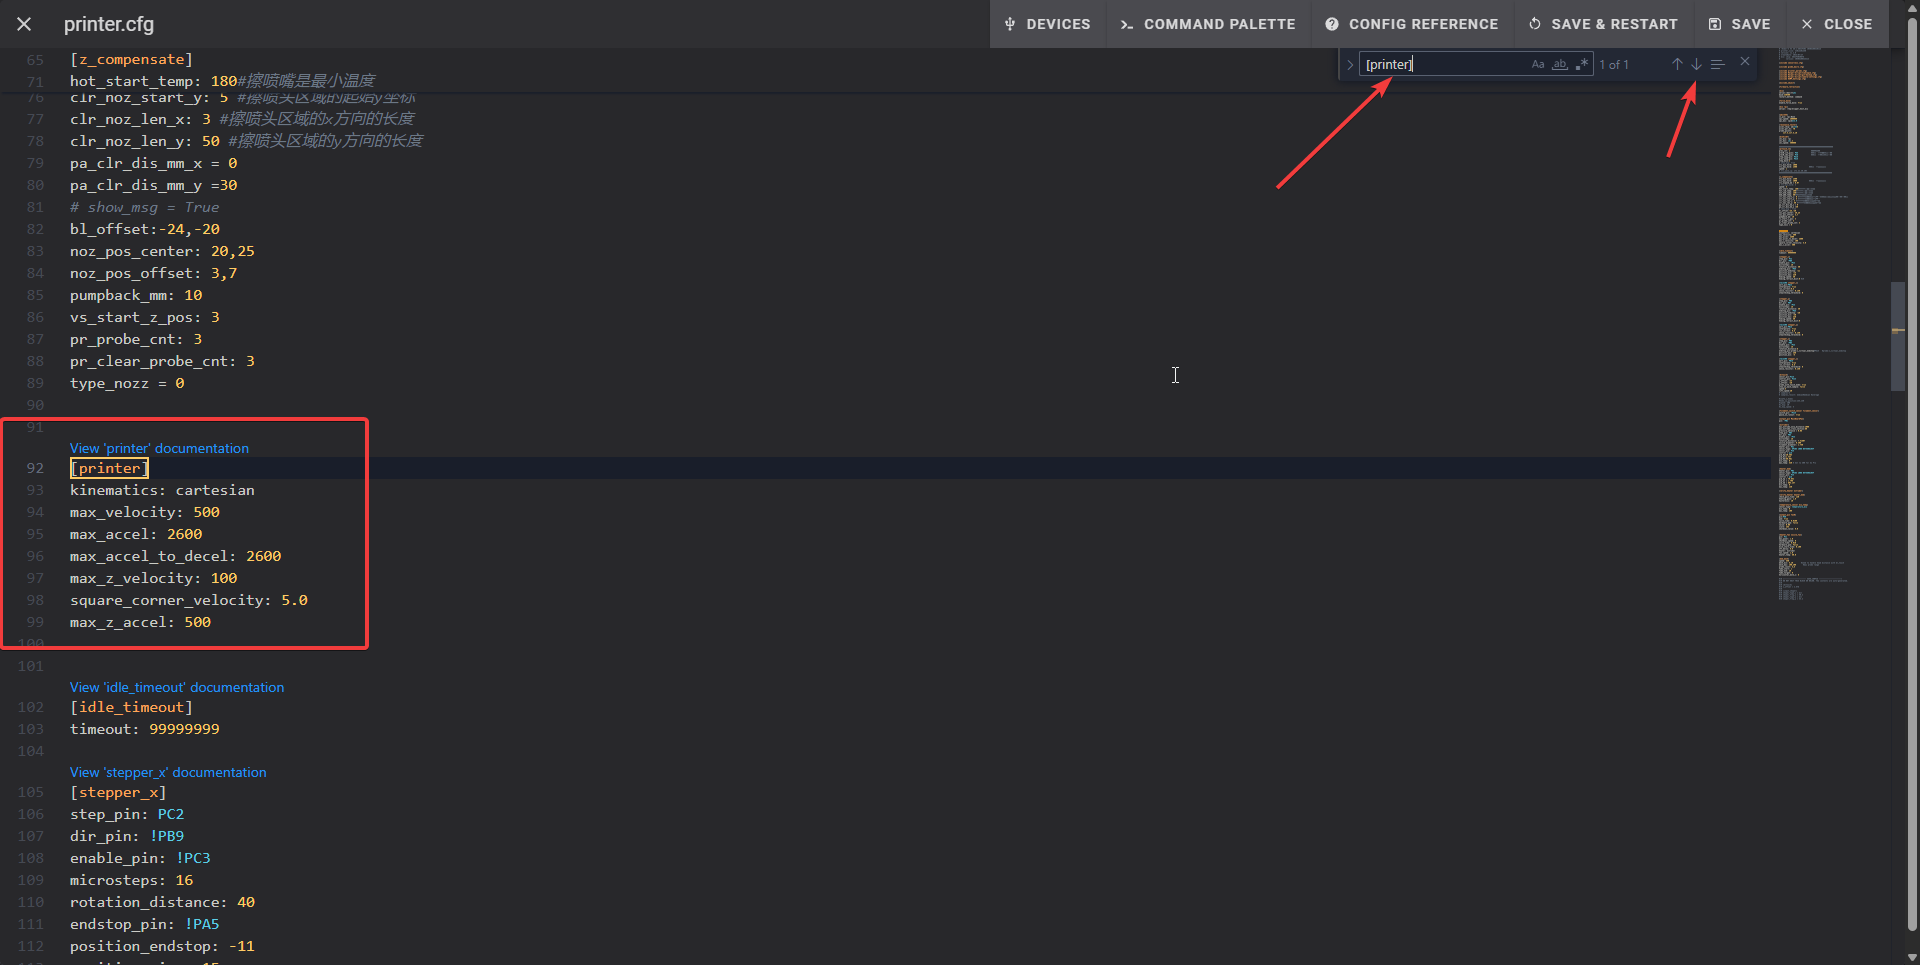 printer.cfg
DEVICES
COMMAND PALETTE
CONFIG REFERENCE
SAVE & RESTART
SAVE
CLOSE
[printer]
Aa
ab
1 of 1
65 [z_compensate]
71 hot_start_temp: 180#擦喷嘴是最小温度
76 clr_noz_start_y: 5 #擦喷头区域的起始y坐标
77 clr_noz_len_x: 3 #擦喷头区域的x方向的长度
78 clr_noz_len_y: 50 #擦喷头区域的y方向的长度
79 pa_clr_dis_mm_x = 0
80 pa_clr_dis_mm_y =30
81 # show_msg = True
82 bl_offset:-24,-20
83 noz_pos_center: 20,25
84 noz_pos_offset: 3,7
85 pumpback_mm: 10
86 vs_start_z_pos: 3
87 pr_probe_cnt: 3
88 pr_clear_probe_cnt: 3
89 type_nozz = 0
90
91
View 'printer' documentation
92 [printer]
93 kinematics: cartesian
94 max_velocity: 500
95 max_accel: 2600
96 max_accel_to_decel: 2600
97 max_z_velocity: 100
98 square_corner_velocity: 5.0
99 max_z_accel: 500
100
101
View 'idle_timeout' documentation
102 [idle_timeout]
103 timeout: 99999999
104
View 'stepper_x' documentation
105 [stepper_x]
106 step_pin: PC2
107 dir_pin: !PB9
108 enable_pin: !PC3
109 microsteps: 16
110 rotation_distance: 40
111 endstop_pin: !PA5
112 position_endstop: -11